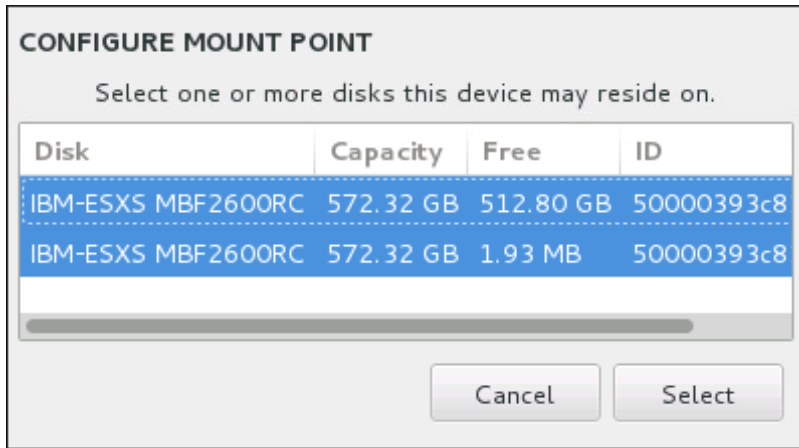 CONFIGURE MOUNT POINT
Select one or more disks this device may reside on.
Disk Capacity Free ID
IBM-ESXS MBF2600RC 572.32 GB 512.80 GB 50000393c8
IBM-ESXS MBF2600RC 572.32 GB 1.93 MB 50000393c8
Cancel Select